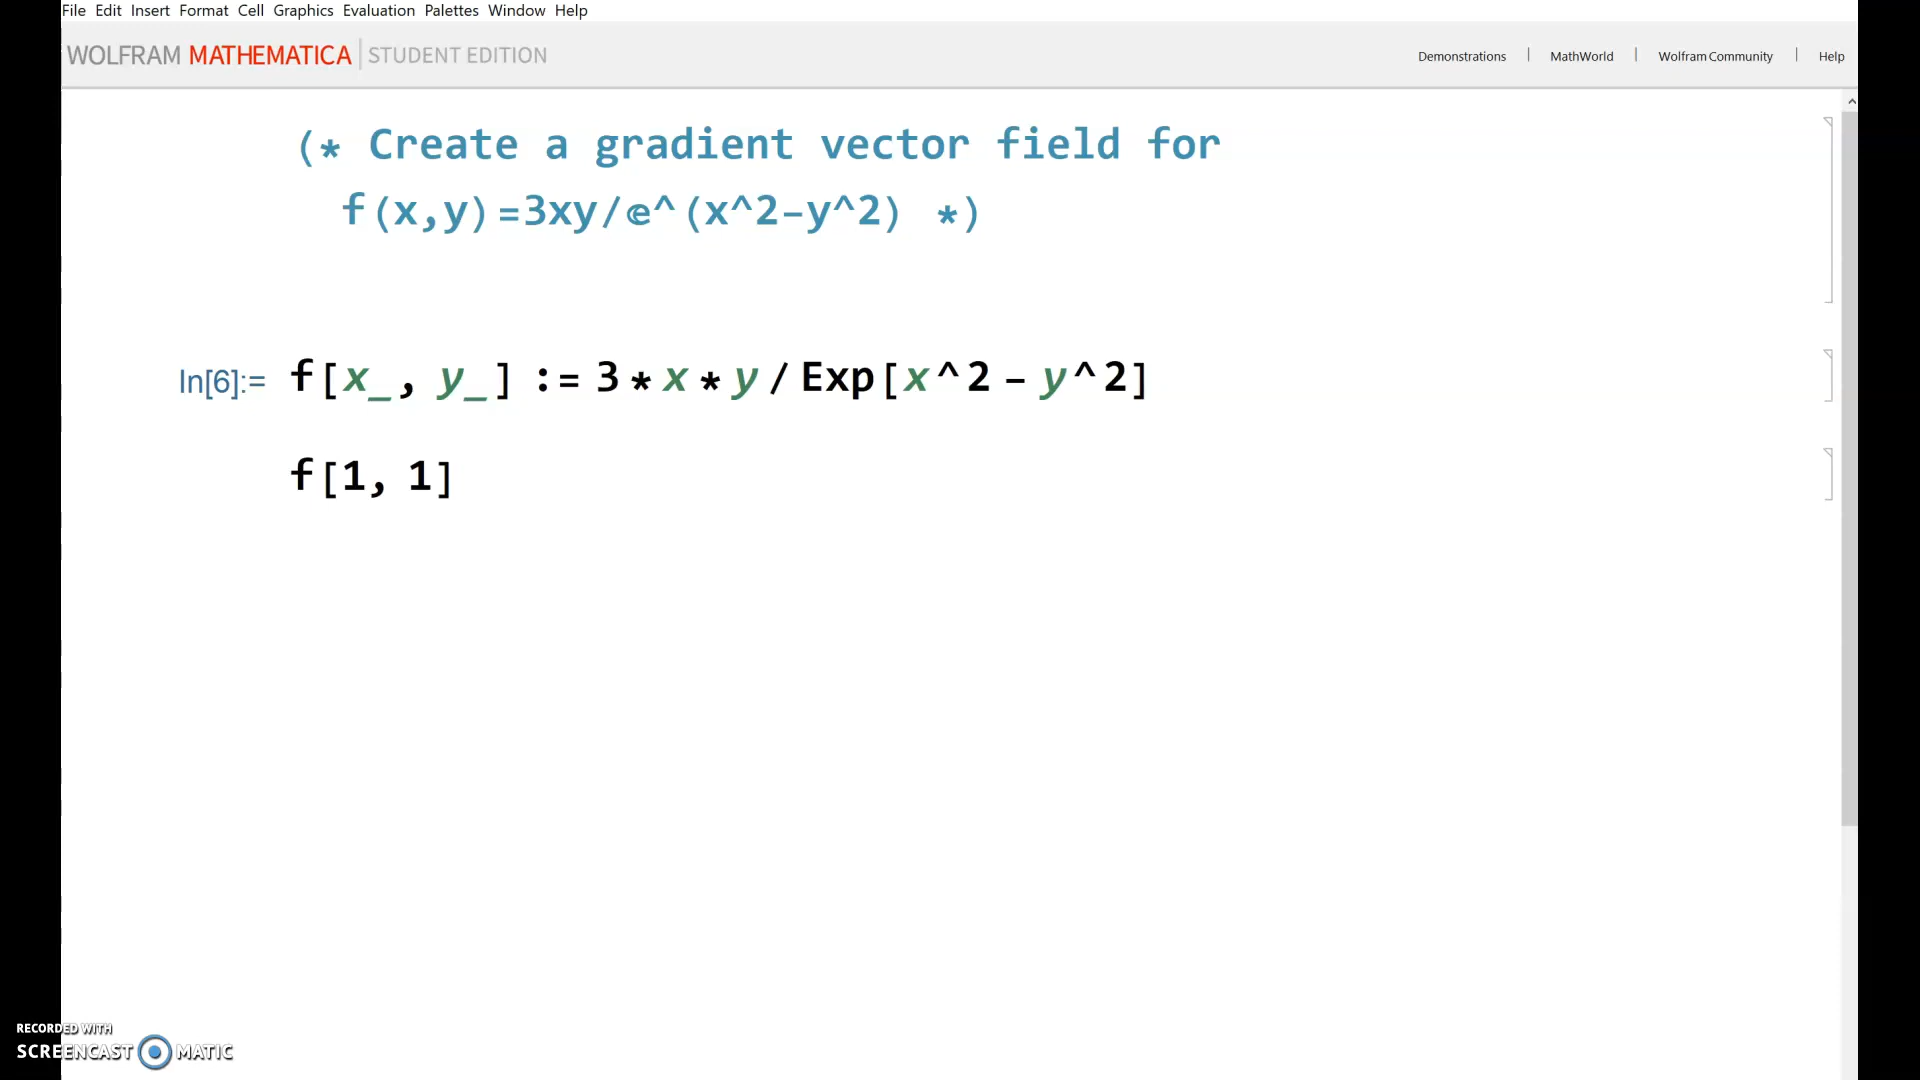 File Edit Insert Format Cell Graphics Evaluation Palettes Window Help
WOLFRAM MATHEMATICA STUDENT EDITION
Demonstrations | MathWorld | Wolfram Community | Help
(* Create a gradient vector field for
f(x,y)=3xy/e^(x^2-y^2) *)
In[6]:= f[x_, y_] := 3 * x * y / Exp[x^2 - y^2]
f[1, 1]
RECORDED WITH
SCREENCAST MATIC